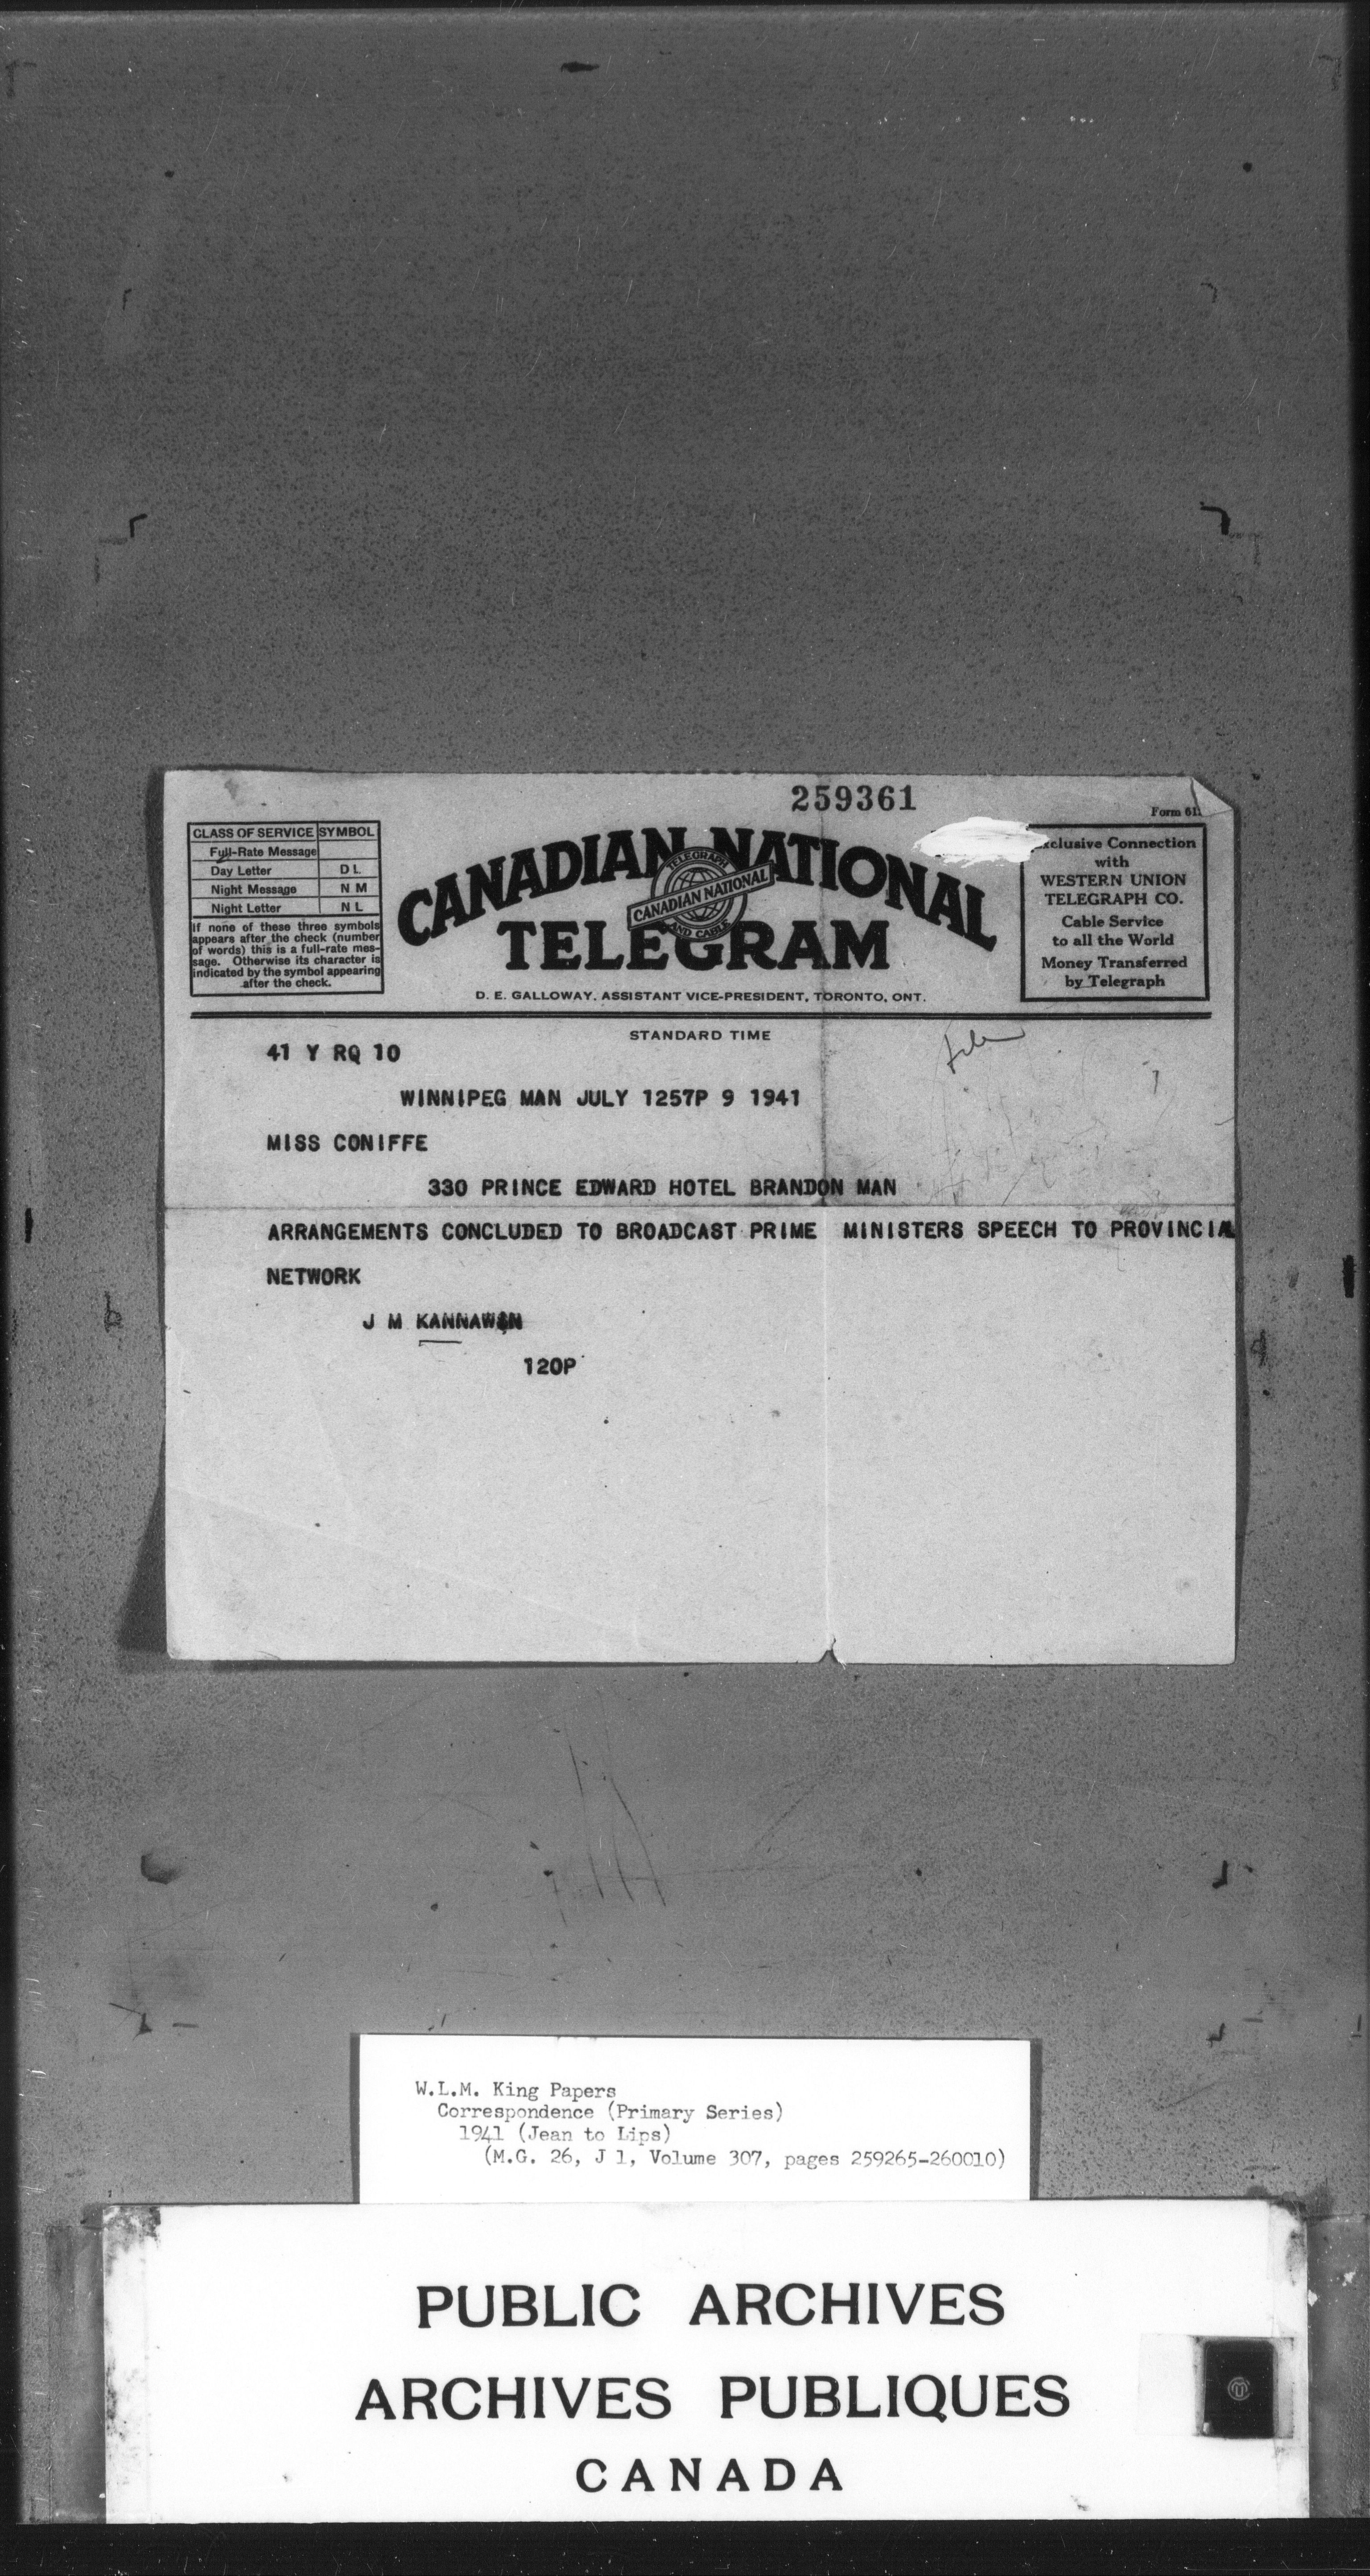 259361
Form 61
CLASS OF SERVICE SYMBOL
Full-Rate Message
Day Letter D L
Night Message N M
Night Letter N L
If none of these three symbols
appears after the check (number
of words) this is a full-rate mes-
sage. Otherwise its character is
indicated by the symbol appearing
after the check.
CANADIAN NATIONAL
TELEGRAPH
CANADIAN NATIONAL
AND CABLE
TELEGRAM
D. E. GALLOWAY, ASSISTANT VICE-PRESIDENT, TORONTO, ONT.
xclusive Connection
with
WESTERN UNION
TELEGRAPH CO.
Cable Service
to all the World
Money Transferred
by Telegraph
STANDARD TIME
41 Y RQ 10
WINNIPEG MAN JULY 1257P 9 1941
MISS CONIFFE
330 PRINCE EDWARD HOTEL BRANDON MAN
ARRANGEMENTS CONCLUDED TO BROADCAST PRIME MINISTERS SPEECH TO PROVINCIAL
NETWORK
J M KANNAWIN
120P
W.L.M. King Papers
Correspondence (Primary Series)
1941 (Jean to Lips)
(M.G. 26, J 1, Volume 307, pages 259265-260010)
PUBLIC ARCHIVES
ARCHIVES PUBLIQUES
CANADA